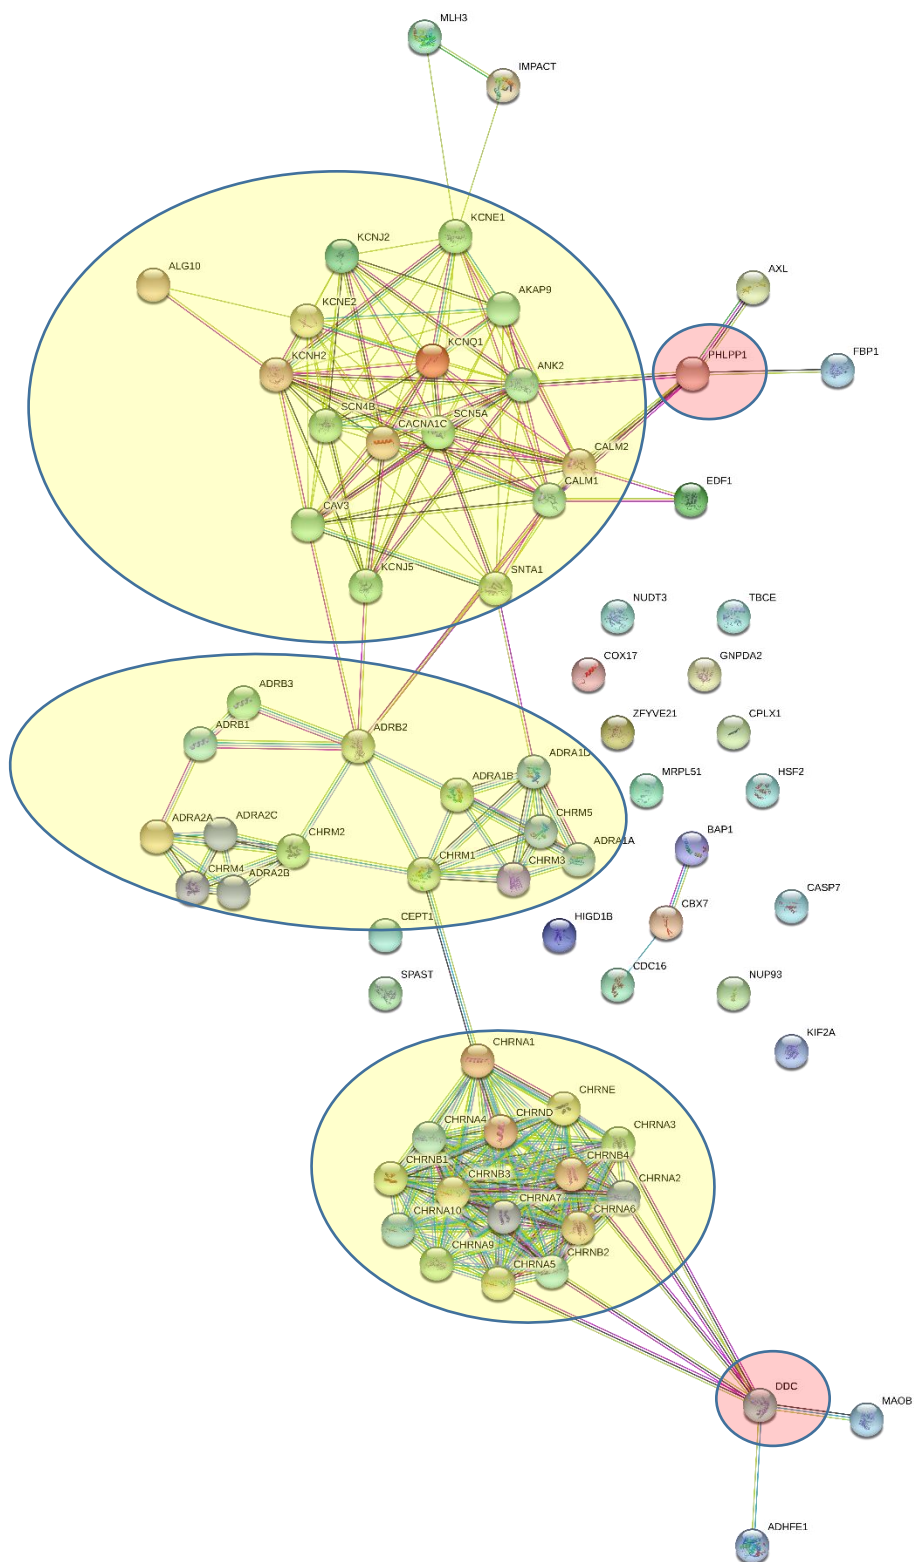 MLH3
IMPACT
KCNE1
KCNJ2
ALG10
AXL
AKAP9
KCNE2
KCNQ1
PHLPP1
FBP1
KCNH2
ANK2
SCN4B
SCN5A
CACNA1C
CALM2
CALM1
EDF1
CAV3
KCNJ5
SNTA1
NUDT3
TBCE
COX17
GNPDA2
ADRB3
ADRB1
ADRB2
ZFYVE21
CPLX1
ADRA1D
ADRA1B
MRPL51
HSF2
ADRA2A
ADRA2C
CHRM2
CHRM5
ADRA1A
BAP1
CHRM1
CHRM3
CHRM4
ADRA2B
CASP7
CBX7
CEPT1
HIGD1B
SPAST
CDC16
NUP93
KIF2A
CHRNA1
CHRNE
CHRNA4
CHRND
CHRNA3
CHRNB1
CHRNB3
CHRNB4
CHRNA2
CHRNA7
CHRNA10
CHRNA6
CHRNA9
CHRNB2
CHRNA5
DDC
MAOB
ADHFE1